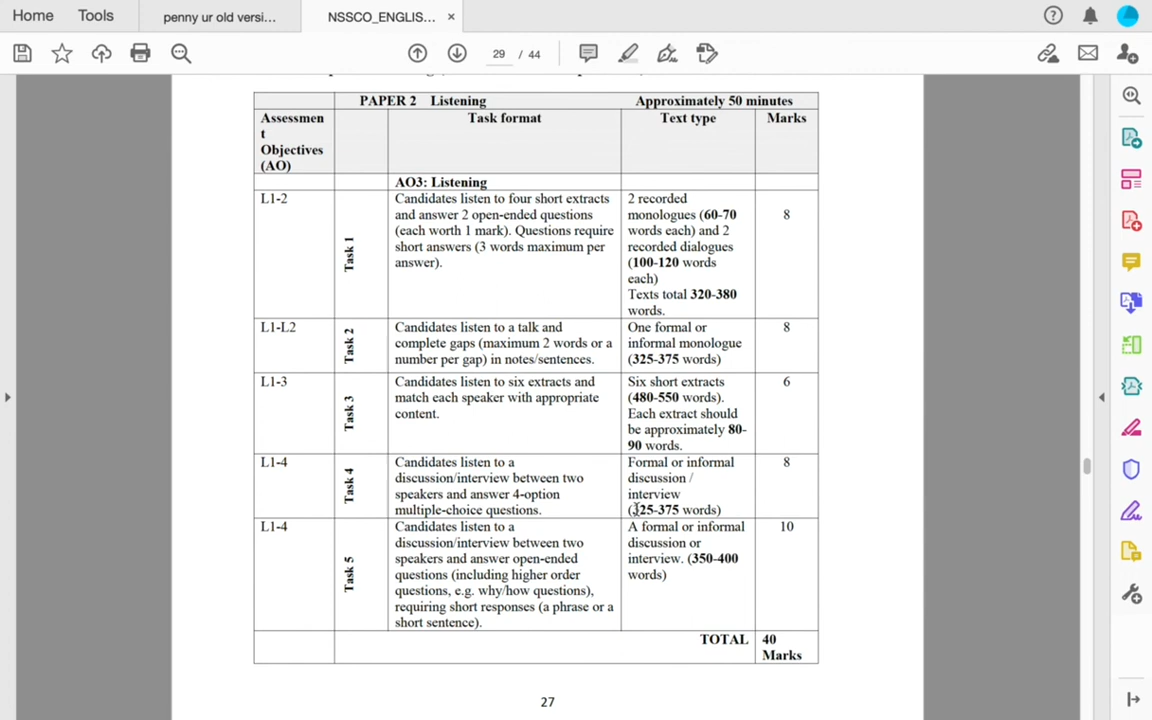 Home
Tools
penny ur old versi...
NSSCO_ENGLIS...
×
29 / 44
PAPER 2 Listening
Approximately 50 minutes
Assessmen
t
Objectives
(AO)
Task format
Text type
Marks
AO3: Listening
L1-2
Task 1
Candidates listen to four short extracts
and answer 2 open-ended questions
(each worth 1 mark). Questions require
short answers (3 words maximum per
answer).
2 recorded
monologues (60-70
words each) and 2
recorded dialogues
(100-120 words
each)
Texts total 320-380
words.
8
L1-L2
Task 2
Candidates listen to a talk and
complete gaps (maximum 2 words or a
number per gap) in notes/sentences.
One formal or
informal monologue
(325-375 words)
8
L1-3
Task 3
Candidates listen to six extracts and
match each speaker with appropriate
content.
Six short extracts
(480-550 words).
Each extract should
be approximately 80-
90 words.
6
L1-4
Task 4
Candidates listen to a
discussion/interview between two
speakers and answer 4-option
multiple-choice questions.
Formal or informal
discussion /
interview
(325-375 words)
8
L1-4
Task 5
Candidates listen to a
discussion/interview between two
speakers and answer open-ended
questions (including higher order
questions, e.g. why/how questions),
requiring short responses (a phrase or a
short sentence).
A formal or informal
discussion or
interview. (350-400
words)
10
TOTAL
40
Marks
27